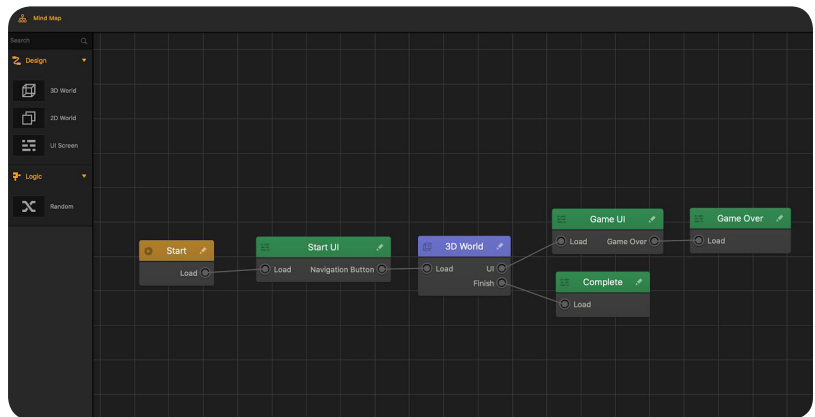 Mind Map
Search
Design
3D World
2D World
UI Screen
Logic
Random
Start
Load
Start UI
Load Navigation Button
3D World
Load UI
Finish
Game UI
Load Game Over
Game Over
Load
Complete
Load